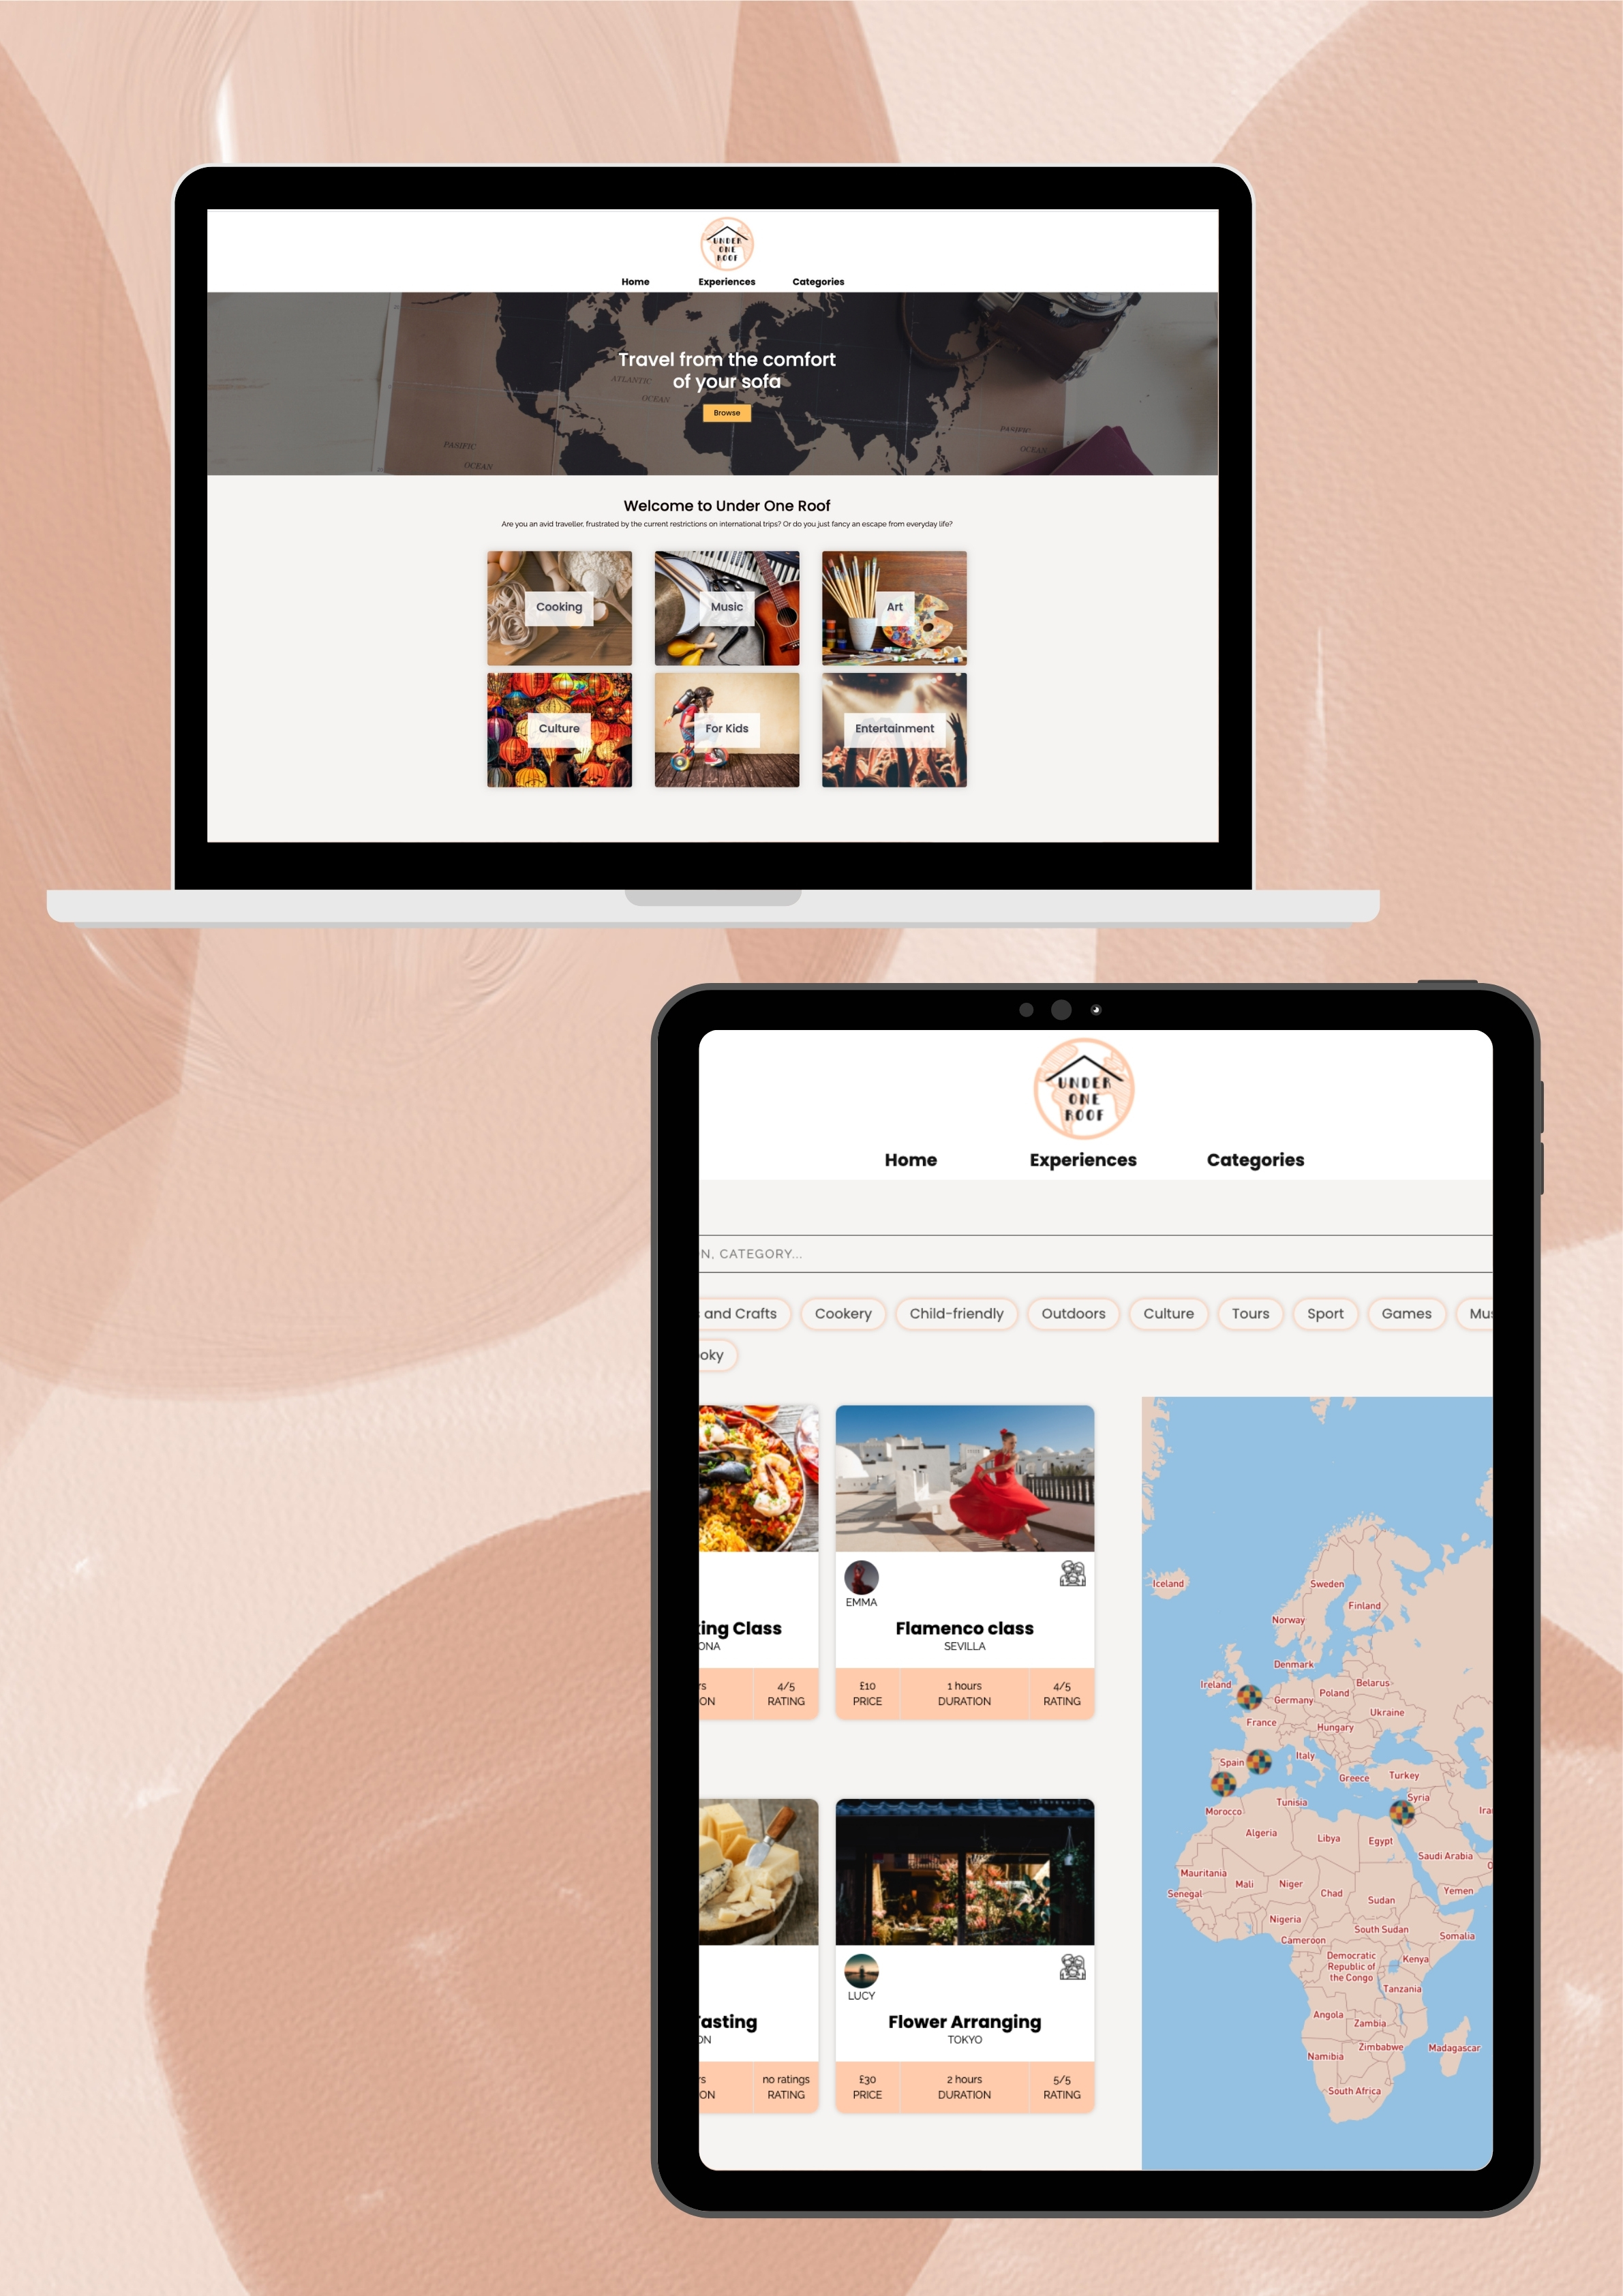 UNDER
ONE
ROOF
Home Experiences Categories
Travel from the comfort
of your sofa
Browse
ATLANTIC
OCEAN
PASIFIC
OCEAN
PASIFIC
OCEAN
Welcome to Under One Roof
Are you an avid traveller, frustrated by the current restrictions on international trips? Or do you just fancy an escape from everyday life?
Cooking Music Art
Culture For Kids Entertainment
UNDER
ONE
ROOF
Home Experiences Categories
N, CATEGORY...
and Crafts Cookery Child-friendly Outdoors Culture Tours Sport Games Mus
oky
EMMA
ing Class
ONA
Flamenco class
SEVILLA
rs
ON
4/5
RATING
£10
PRICE
1 hours
DURATION
4/5
RATING
LUCY
Tasting
ON
Flower Arranging
TOKYO
rs
ON
no ratings
RATING
£30
PRICE
2 hours
DURATION
5/5
RATING
Iceland
Sweden
Finland
Norway
Denmark
Ireland
Belarus
Poland
Germany
Ukraine
France
Hungary
Italy
Spain
Greece
Turkey
Syria
Tunisia
Morocco
Iran
Algeria
Libya
Egypt
Saudi Arabia
O
Mauritania
Mali
Niger
Chad
Senegal
Sudan
Yemen
Nigeria
South Sudan
Cameroon
Somalia
Democratic
Republic of
the Congo
Kenya
Tanzania
Angola
Zambia
Zimbabwe
Madagascar
Namibia
South Africa